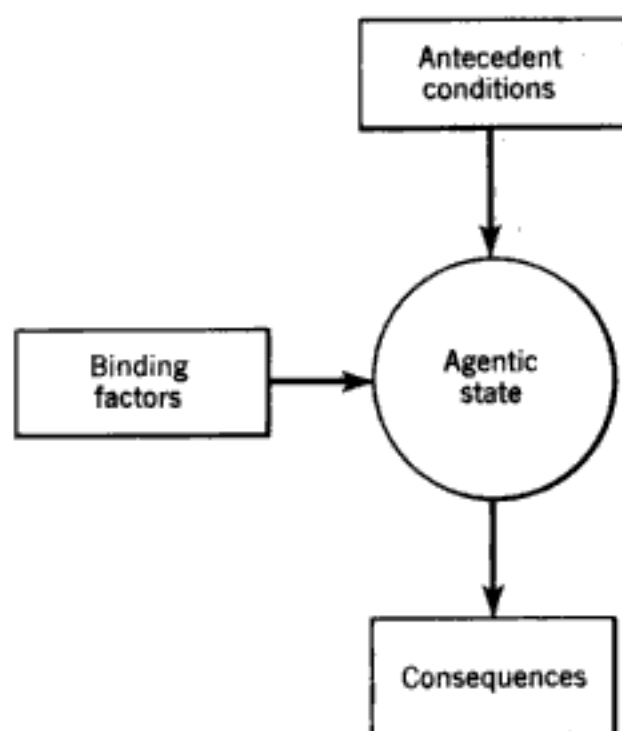 Antecedent
conditions
Binding
factors
Agentic
state
Consequences